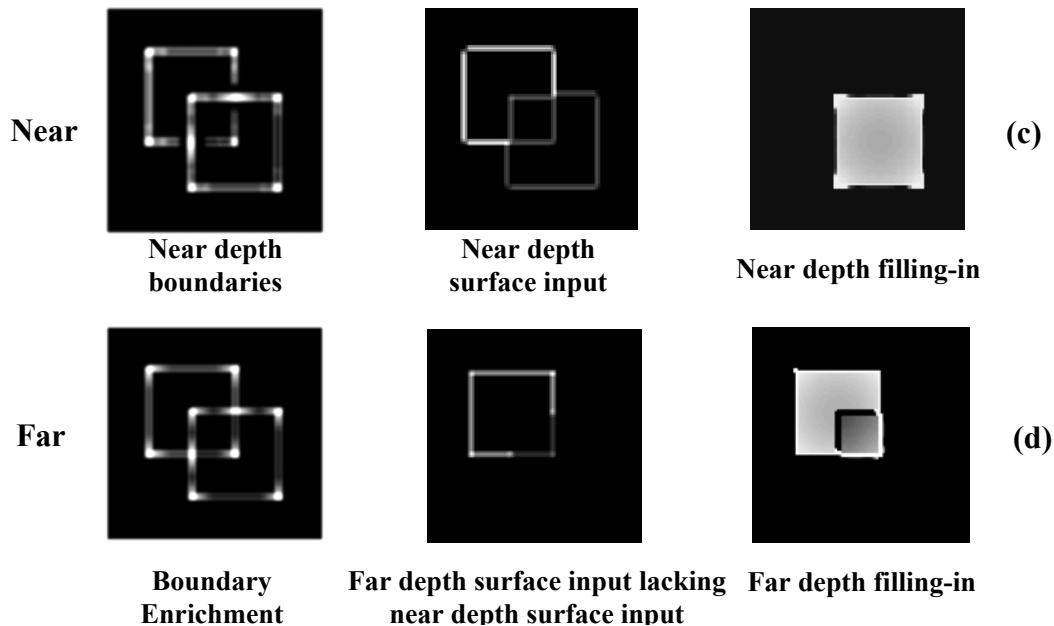 Near
(c)
Near depth
boundaries
Near depth
surface input
Near depth filling-in
Far
(d)
Boundary
Enrichment
Far depth surface input lacking
near depth surface input
Far depth filling-in